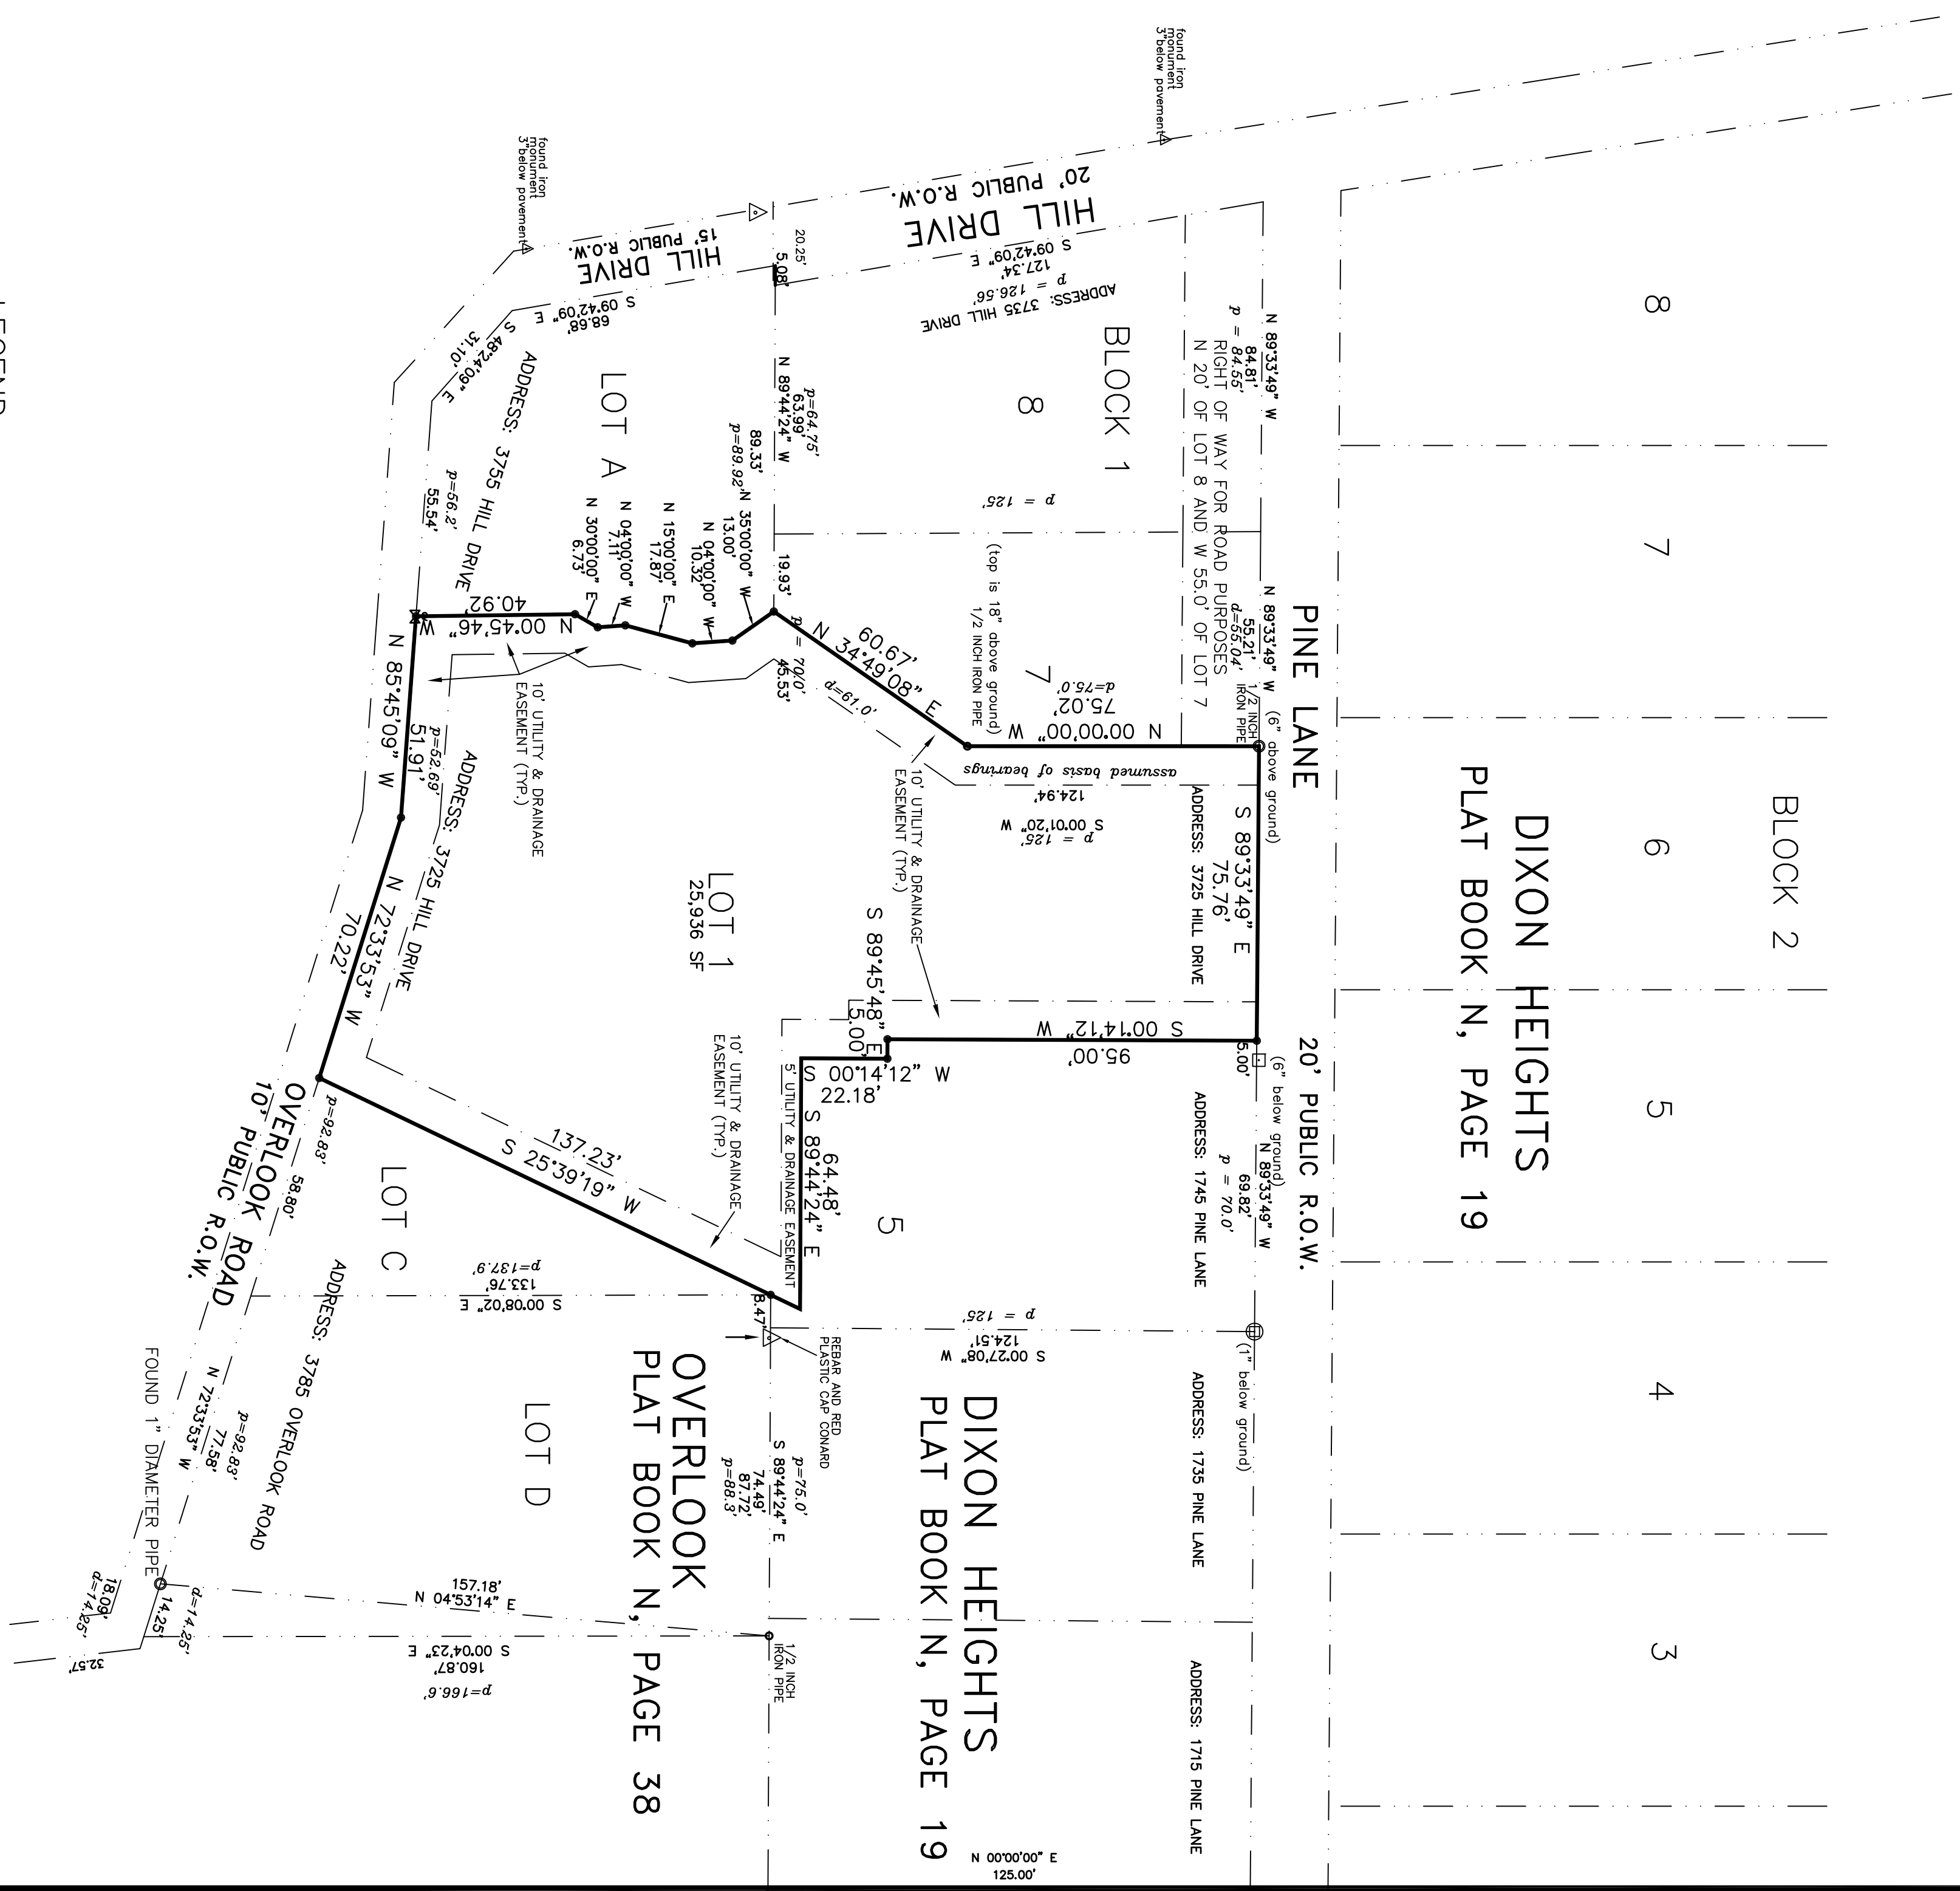 found iron
monument
3"below pavement
found iron
monument
3"below pavement
20' PUBLIC R.O.W.
HILL DRIVE
S 09°42'09" E
127.34'
p = 126.56'
ADDRESS: 3735 HILL DRIVE
15' PUBLIC R.O.W.
HILL DRIVE
S 09°42'09" E
68.68'
S 48°24'09" E
31.10'
20.25'
5.08'
BLOCK 1
8
p = 125'
N 89°33'49" W
84.81'
p = 84.55'
RIGHT OF WAY FOR ROAD PURPOSES
N 20' OF LOT 8 AND W 55.0' OF LOT 7
N 89°33'49" W
55.21'
d=55.04'
1/2 INCH
IRON PIPE
(6" above ground)
PINE LANE
20' PUBLIC R.O.W.
8
7
6
5
4
3
BLOCK 2
DIXON HEIGHTS
PLAT BOOK N, PAGE 19
p=64.75'
63.99'
N 89°44'24" W
19.93'
LOT A
ADDRESS: 3755 HILL DRIVE
p=56.2'
55.54'
89.33'
p=89.92'
N 35°00'00" W
13.00'
N 04°00'00" W
10.32'
N 15°00'00" E
17.87'
N 04°00'00" W
7.11'
N 30°00'00" E
6.73'
40.92'
N 00°45'46" W
p = 70.0'
45.53'
60.67'
N 34°49'08" E
p=61.0'
(top is 18" above ground)
1/2 INCH IRON PIPE
7
d=75.0'
75.02'
N 00°00'00" W
assumed basis of bearings
124.94'
S 00°01'20" W
p = 125'
ADDRESS: 3725 HILL DRIVE
S 89°33'49" E
75.76'
10' UTILITY & DRAINAGE
EASEMENT (TYP.)
10' UTILITY & DRAINAGE
EASEMENT (TYP.)
N 85°45'09" W
51.91'
p=52.69'
ADDRESS: 3725 HILL DRIVE
N 72°33'53" W
70.22'
LOT 1
25,936 SF
S 89°45'48" E
5.00'
S 00°14'12" W
95.00'
S 00°14'12" W
22.18'
64.48'
S 89°44'24" E
5' UTILITY & DRAINAGE EASEMENT
10' UTILITY & DRAINAGE
EASEMENT (TYP.)
137.23'
S 25°39'19" W
5
5.00'
(6" below ground)
N 89°33'49" W
69.82'
p = 70.0'
ADDRESS: 1745 PINE LANE
p = 125'
124.51'
S 00°27'08" W
(1" below ground)
ADDRESS: 1735 PINE LANE
ADDRESS: 1715 PINE LANE
DIXON HEIGHTS
PLAT BOOK N, PAGE 19
N 00°00'00" E
125.00'
8.47'
REBAR AND RED
PLASTIC CAP CONARD
p=75.0'
S 89°44'24" E
74.49'
87.72'
p=88.3'
OVERLOOK
PLAT BOOK N, PAGE 38
1/2 INCH
IRON PIPE
OVERLOOK ROAD
10' PUBLIC R.O.W.
p=92.83'
58.80'
LOT C
p=137.9'
133.76'
S 00°08'02" E
ADDRESS: 3785 OVERLOOK ROAD
LOT D
p=92.83'
77.58'
N 72°33'53" W
FOUND 1" DIAMETER PIPE
157.18'
N 04°53'14" E
S 00°04'23" E
160.87'
p=166.6'
d=14.25'
14.25'
18.09'
d=14.25'
32.57'